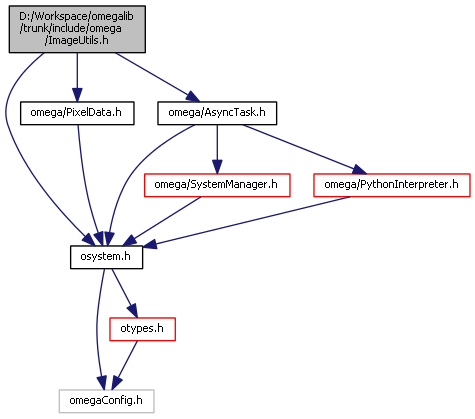 D:/Workspace/omegalib
/trunk/include/omega
/ImageUtils.h
omega/PixelData.h
omega/AsyncTask.h
omega/SystemManager.h
omega/PythonInterpreter.h
osystem.h
otypes.h
omegaConfig.h